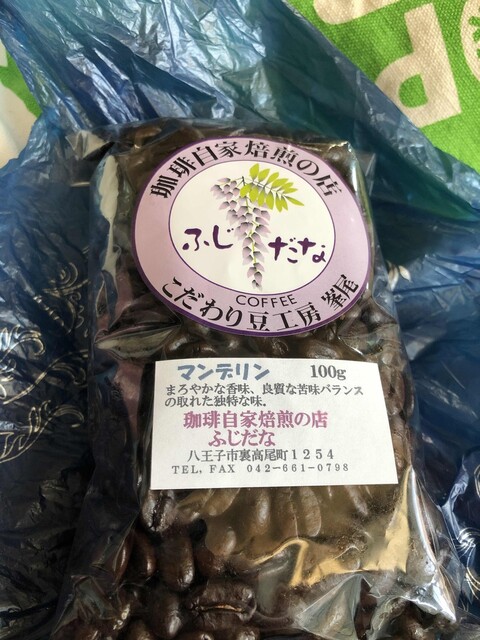 珈琲自家焙煎の店
ふじだな
COFFEE
こだわり豆工房 峯尾
マンデリン 100g
まろやかな香味、良質な苦味バランス
の取れた独特な味。
珈琲自家焙煎の店
ふじだな
八王子市裏高尾町1254
TEL, FAX 042-661-0798